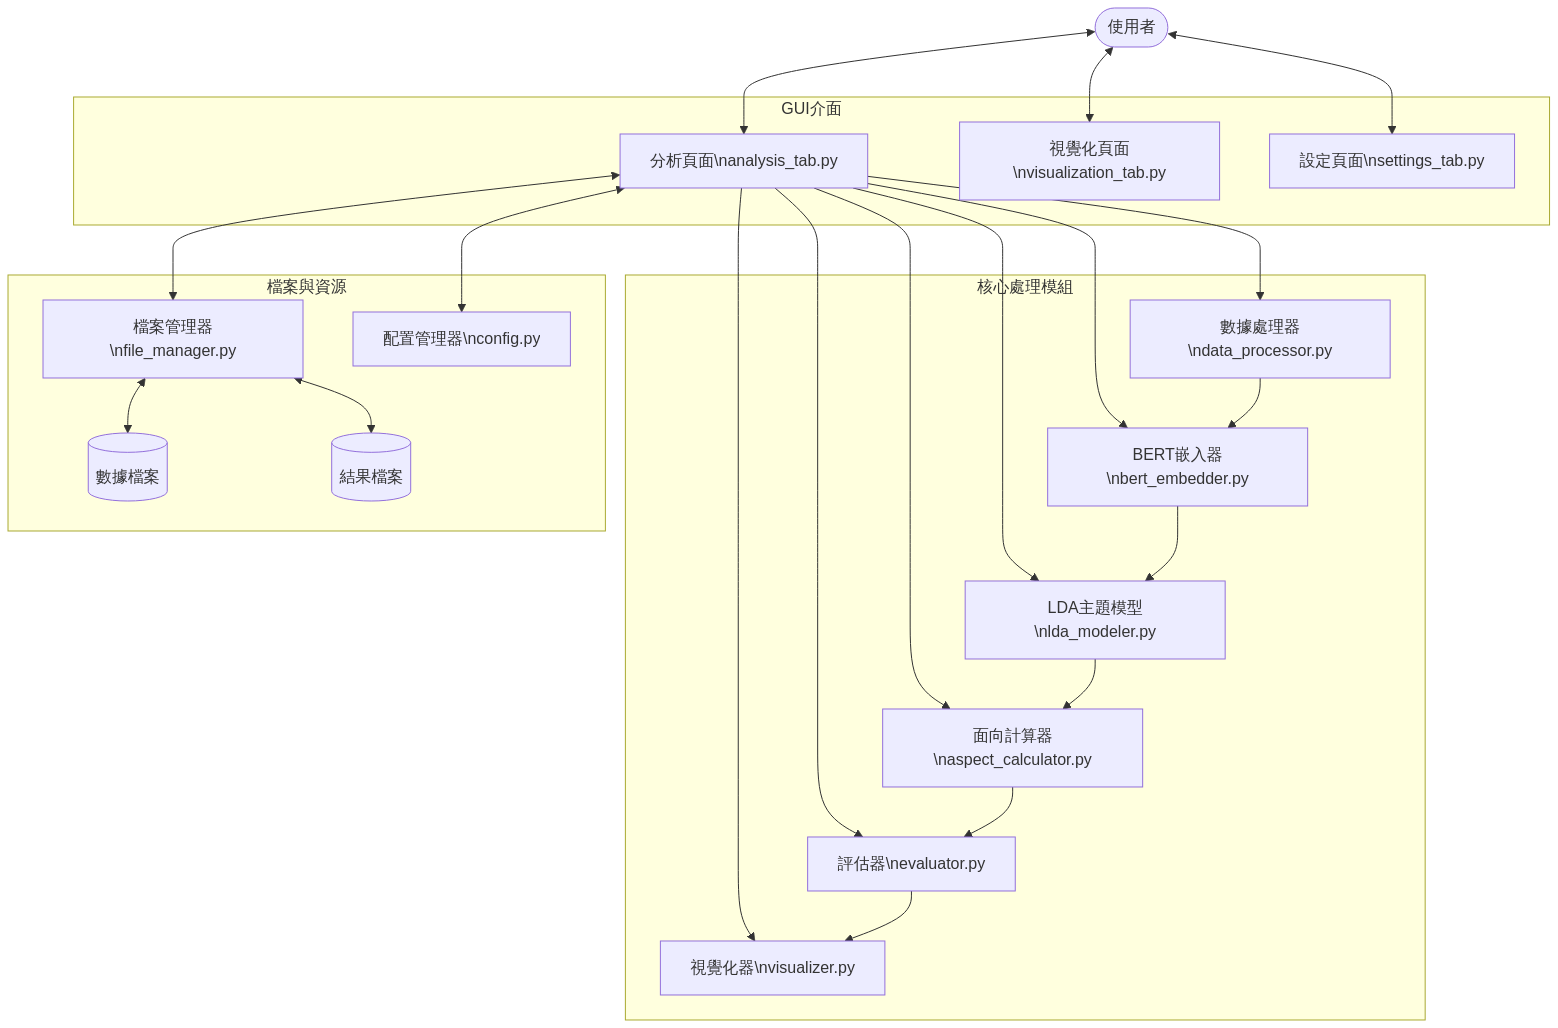 使用者
GUI介面
分析頁面\nanalysis_tab.py
視覺化頁面
\nvisualization_tab.py
設定頁面\nsettings_tab.py
檔案與資源
檔案管理器
\nfile_manager.py
配置管理器\nconfig.py
數據檔案
結果檔案
核心處理模組
數據處理器
\ndata_processor.py
BERT嵌入器
\nbert_embedder.py
LDA主題模型
\nlda_modeler.py
面向計算器
\naspect_calculator.py
評估器\nevaluator.py
視覺化器\nvisualizer.py